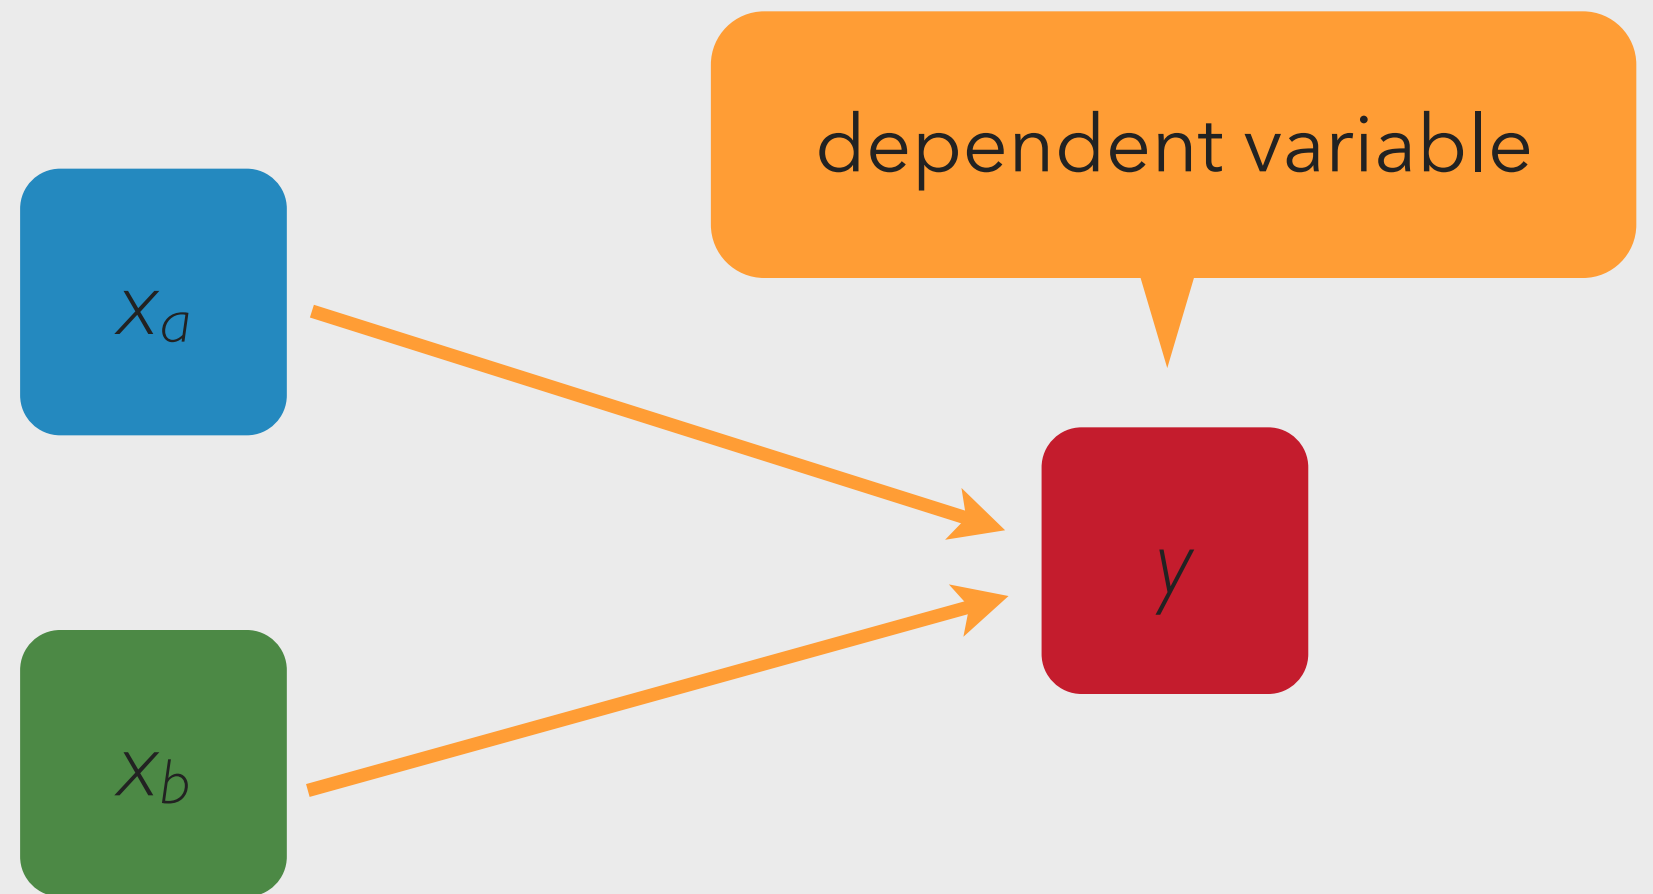 dependent variable
xa
y
xb